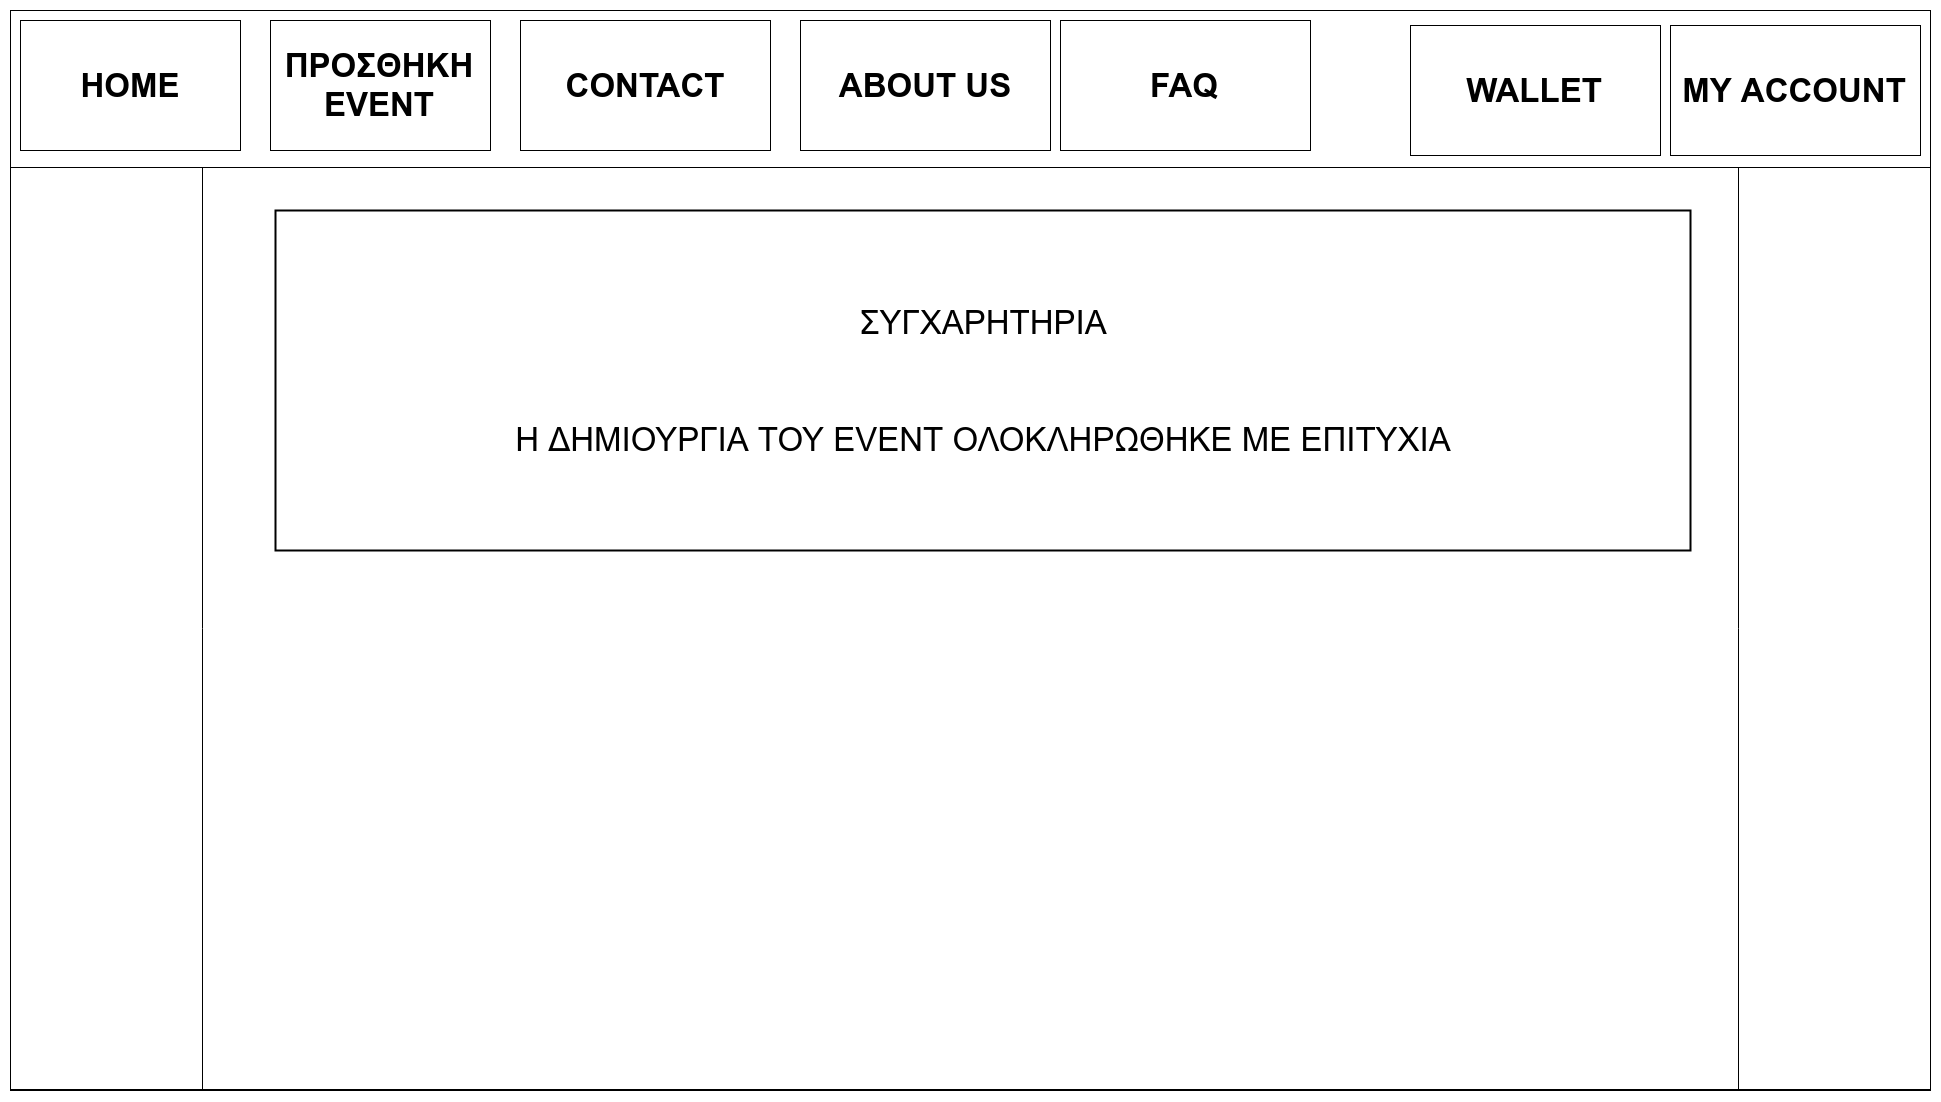 HOME
ΠΡΟΣΘΗΚΗ
EVENT
CONTACT
ABOUT US
FAQ
WALLET
MY ACCOUNT
ΣΥΓΧΑΡΗΤΗΡΙΑ
Η ΔΗΜΙΟΥΡΓΙΑ ΤΟΥ EVENT ΟΛΟΚΛΗΡΩΘΗΚΕ ΜΕ ΕΠΙΤΥΧΙΑ